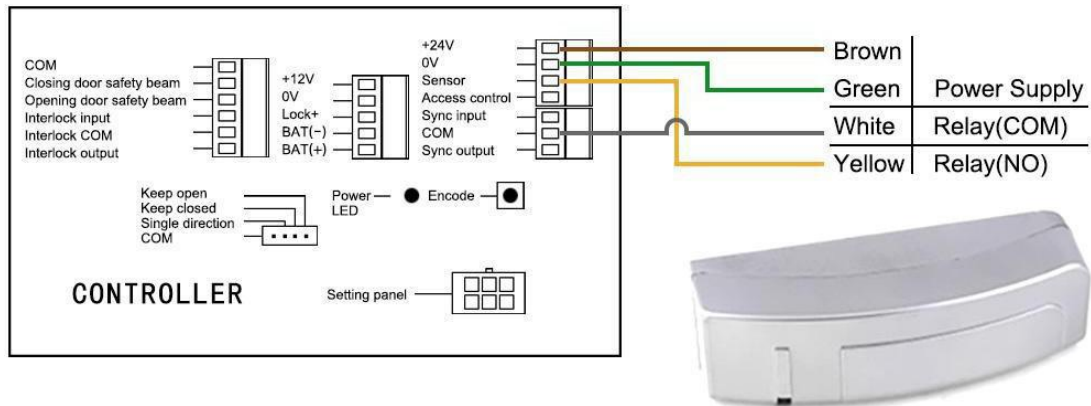 COM
Closing door safety beam
Opening door safety beam
Interlock input
Interlock COM
Interlock output
+12V
0V
Lock+
BAT(−)
BAT(+)
+24V
0V
Sensor
Access control
Sync input
COM
Sync output
Brown
Green Power Supply
White Relay(COM)
Yellow Relay(NO)
Keep open
Keep closed
Single direction
COM
Power
LED
Encode
CONTROLLER
Setting panel